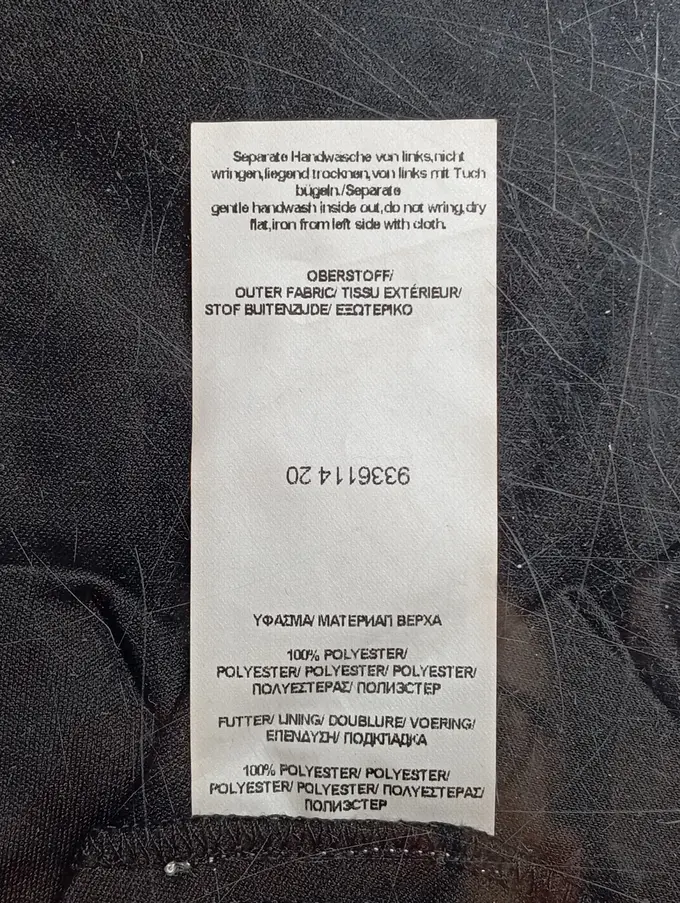 Separate Handwäsche von links,nicht
wringen,liegend trocknen,von links mit Tuch
bügeln./Separate
gentle handwash inside out,do not wring,dry
flat,iron from left side with cloth.
OBERSTOFF/
OUTER FABRIC/ TISSU EXTÉRIEUR/
STOF BUITENZIJDE/ ΕΞΩΤΕΡΙΚΟ
9336114 20
ΥΦΑΣΜΑ/ МАТЕРИАЛ ВЕРХА
100% POLYESTER/
POLYESTER/ POLYESTER/ POLYESTER/
ΠΟΛΥΕΣΤΕΡΑΣ/ ПОЛИЭСТЕР
FUTTER/ LINING/ DOUBLURE/ VOERING/
ΕΠΕΝΔΥΣΗ/ ПОДКЛАДКА
100% POLYESTER/ POLYESTER/
POLYESTER/ POLYESTER/ ΠΟΛΥΕΣΤΕΡΑΣ/
ПОЛИЭСТЕР